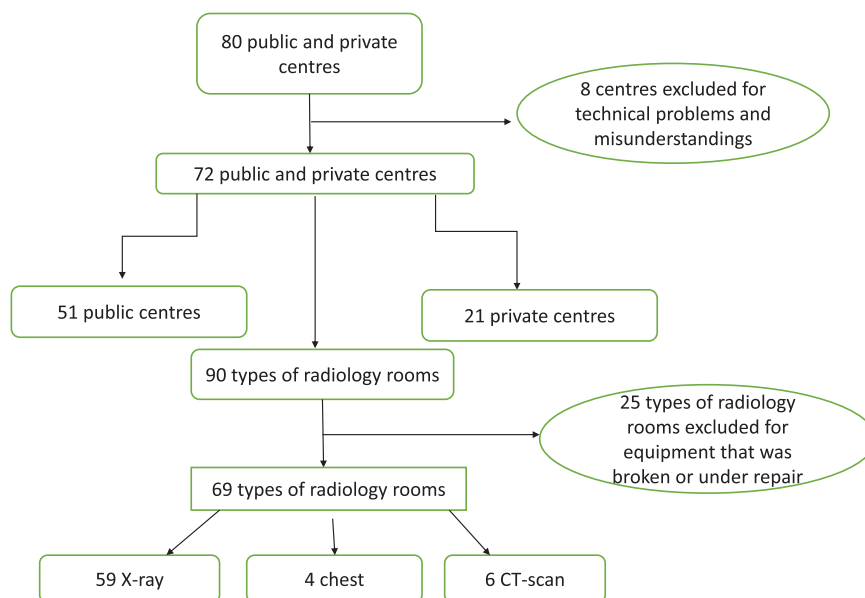 80 public and private
centres
8 centres excluded for
technical problems and
misunderstandings
72 public and private centres
51 public centres
21 private centres
90 types of radiology rooms
25 types of radiology
rooms excluded for
equipment that was
broken or under repair
69 types of radiology rooms
59 X-ray
4 chest
6 CT-scan